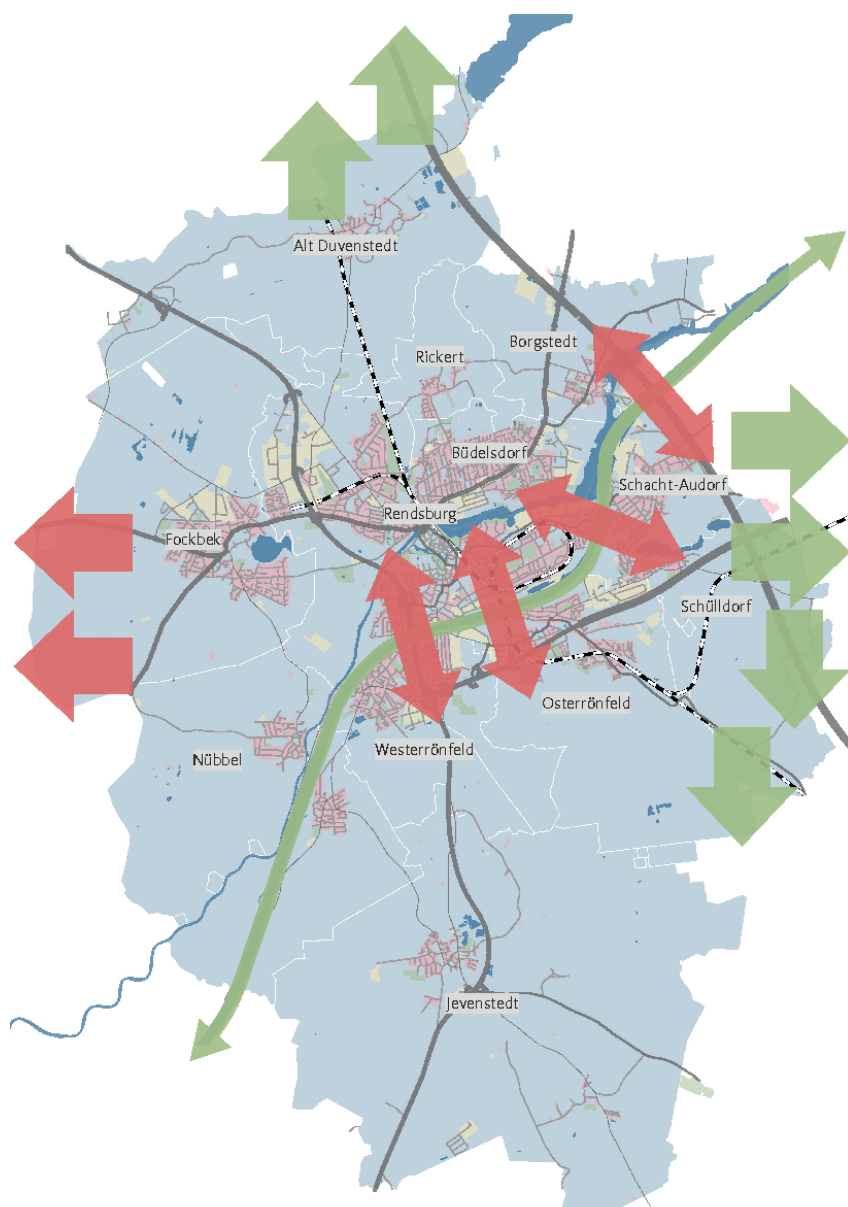 Alt Duvenstedt
Borgstedt
Rickert
Büdelsdorf
Schacht-Audorf
Rendsburg
Fockbek
Schülldorf
Osterrönfeld
Westerrönfeld
Nübbel
Jevenstedt